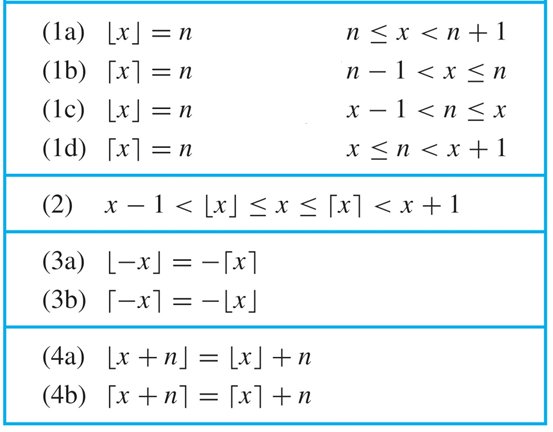 (1a) ⌊x⌋ = n n ≤ x < n + 1
(1b) ⌈x⌉ = n n − 1 < x ≤ n
(1c) ⌊x⌋ = n x − 1 < n ≤ x
(1d) ⌈x⌉ = n x ≤ n < x + 1
(2) x − 1 < ⌊x⌋ ≤ x ≤ ⌈x⌉ < x + 1
(3a) ⌊−x⌋ = −⌈x⌉
(3b) ⌈−x⌉ = −⌊x⌋
(4a) ⌊x + n⌋ = ⌊x⌋ + n
(4b) ⌈x + n⌉ = ⌈x⌉ + n